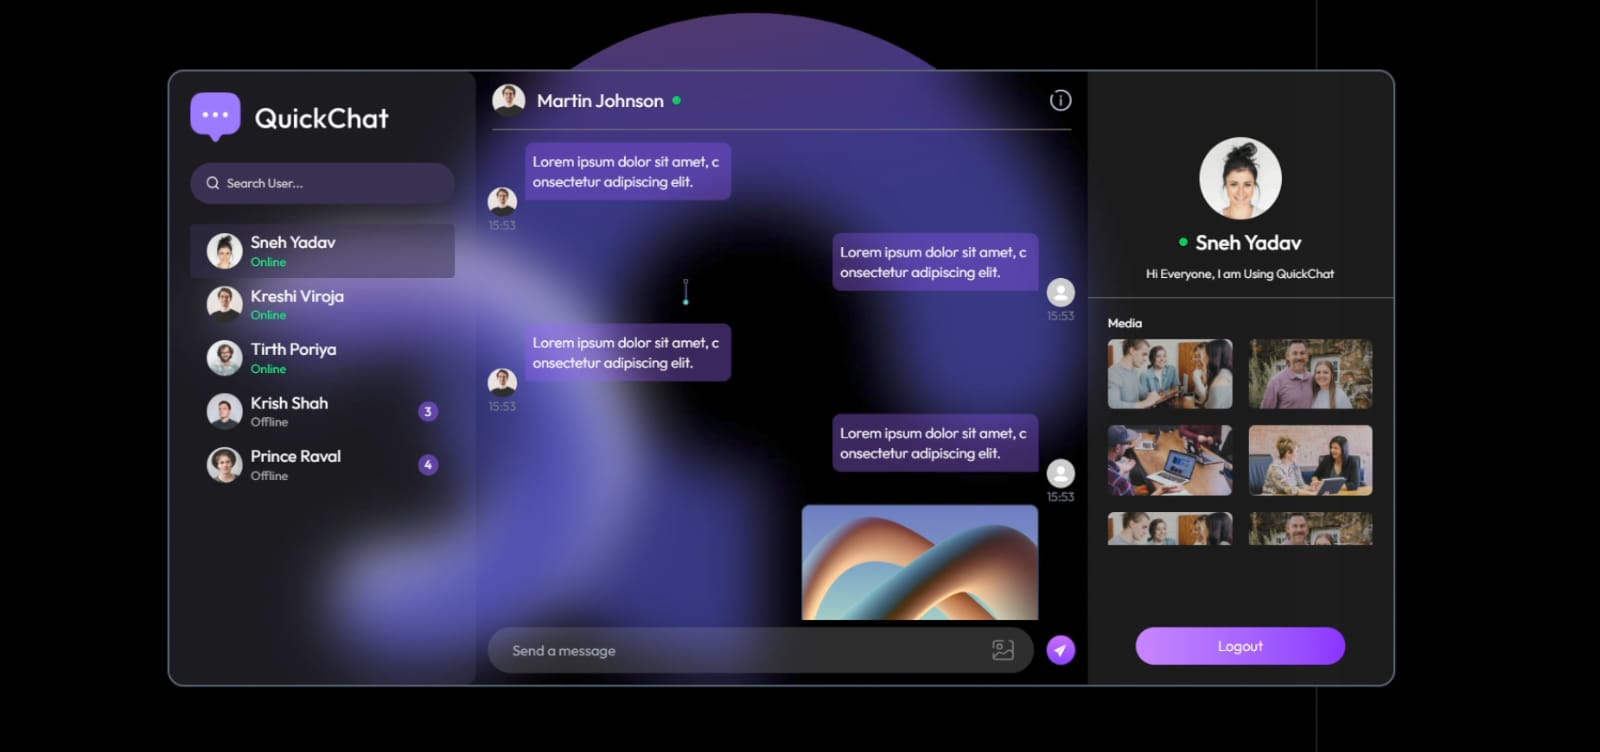 QuickChat
Search User...
Sneh Yadav
Online
Kreshi Viroja
Online
Tirth Poriya
Online
Krish Shah
Offline
3
Prince Raval
Offline
4
Martin Johnson
Lorem ipsum dolor sit amet, c
onsectetur adipiscing elit.
15:53
Lorem ipsum dolor sit amet, c
onsectetur adipiscing elit.
15:53
Lorem ipsum dolor sit amet, c
onsectetur adipiscing elit.
15:53
Lorem ipsum dolor sit amet, c
onsectetur adipiscing elit.
15:53
Send a message
Sneh Yadav
Hi Everyone, I am Using QuickChat
Media
Logout